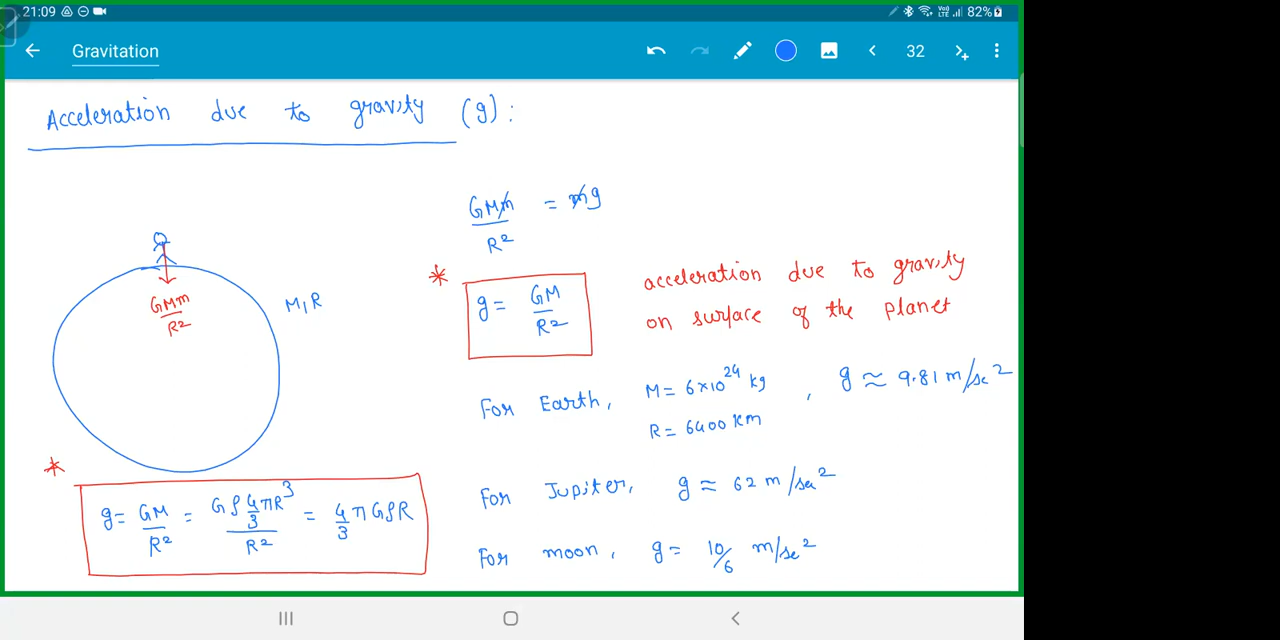 21:09
Vo)) LTE 82%
Gravitation
32
Acceleration due to gravity (g):
GMm/R² = mg
* g = GM/R²
acceleration due to gravity
on surface of the planet
GMm/R²
M, R
For Earth, M = 6×10²⁴ kg, g ≈ 9.81 m/sec²
R = 6400 km
* g = GM/R² = Gρ 4/3 πR³/R² = 4/3 πGρR
For Jupiter, g ≈ 62 m/sec²
For moon, g = 10/6 m/sec²